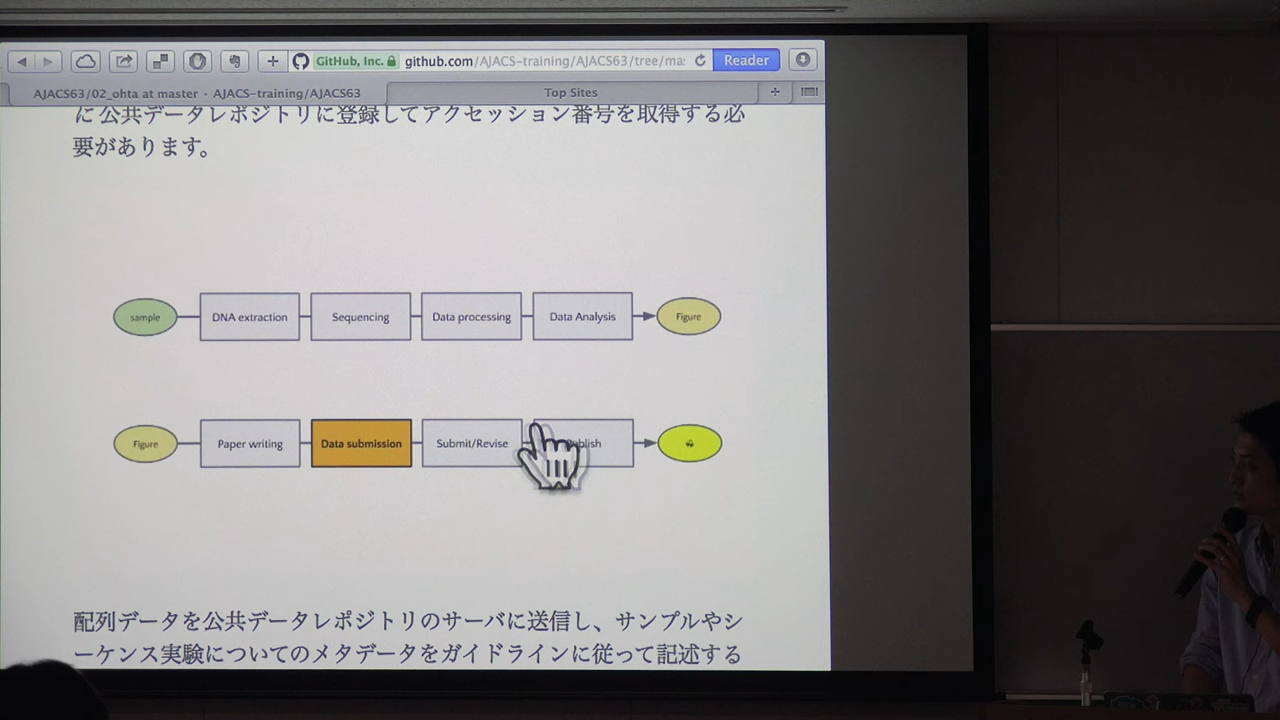 GitHub, Inc. github.com/AJACS-training/AJACS63/tree/ma Reader
AJACS63/02_ohta at master · AJACS-training/AJACS63 Top Sites
に公共データレポジトリに登録してアクセッション番号を取得する必
要があります。
sample DNA extraction Sequencing Data processing Data Analysis Figure
Figure Paper writing Data submission Submit/Revise
配列データを公共データレポジトリのサーバに送信し、サンプルやシ
ーケンス実験についてのメタデータをガイドラインに従って記述する